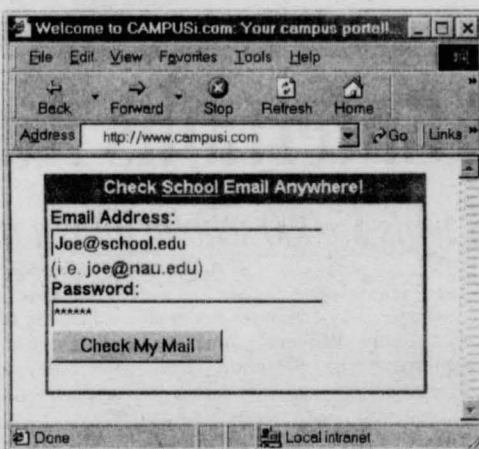 Welcome to CAMPUSi.com: Your campus portal!...
File Edit View Favorites Tools Help
Back Forward Stop Refresh Home »
Address http://www.campusi.com Go Links »
Check School Email Anywhere!
Email Address:
Joe@school.edu
(i.e. joe@nau.edu)
Password:
******
Check My Mail
Done Local intranet